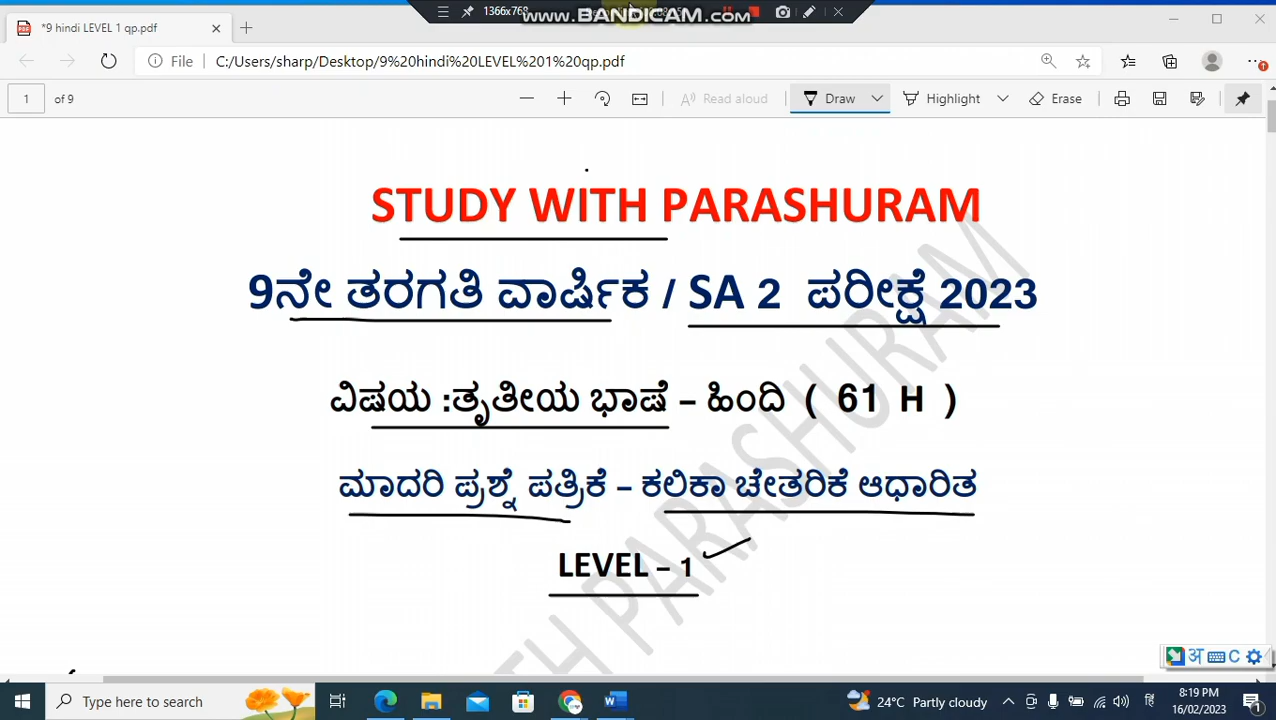 1366x768
www.BANDICAM.com
*9 hindi LEVEL 1 qp.pdf
File C:/Users/sharp/Desktop/9%20hindi%20LEVEL%201%20qp.pdf
1 of 9 Read aloud Draw Highlight Erase
STUDY WITH PARASHURAM
9ನೇ ತರಗತಿ ವಾರ್ಷಿಕ / SA 2 ಪರೀಕ್ಷೆ 2023
ವಿಷಯ :ತೃತೀಯ ಭಾಷೆ – ಹಿಂದಿ ( 61 H )
ಮಾದರಿ ಪ್ರಶ್ನೆ ಪತ್ರಿಕೆ – ಕಲಿಕಾ ಚೇತರಿಕೆ ಆಧಾರಿತ
LEVEL – 1
PARASHURAM
अ C
Type here to search
24°C Partly cloudy
8:19 PM
16/02/2023